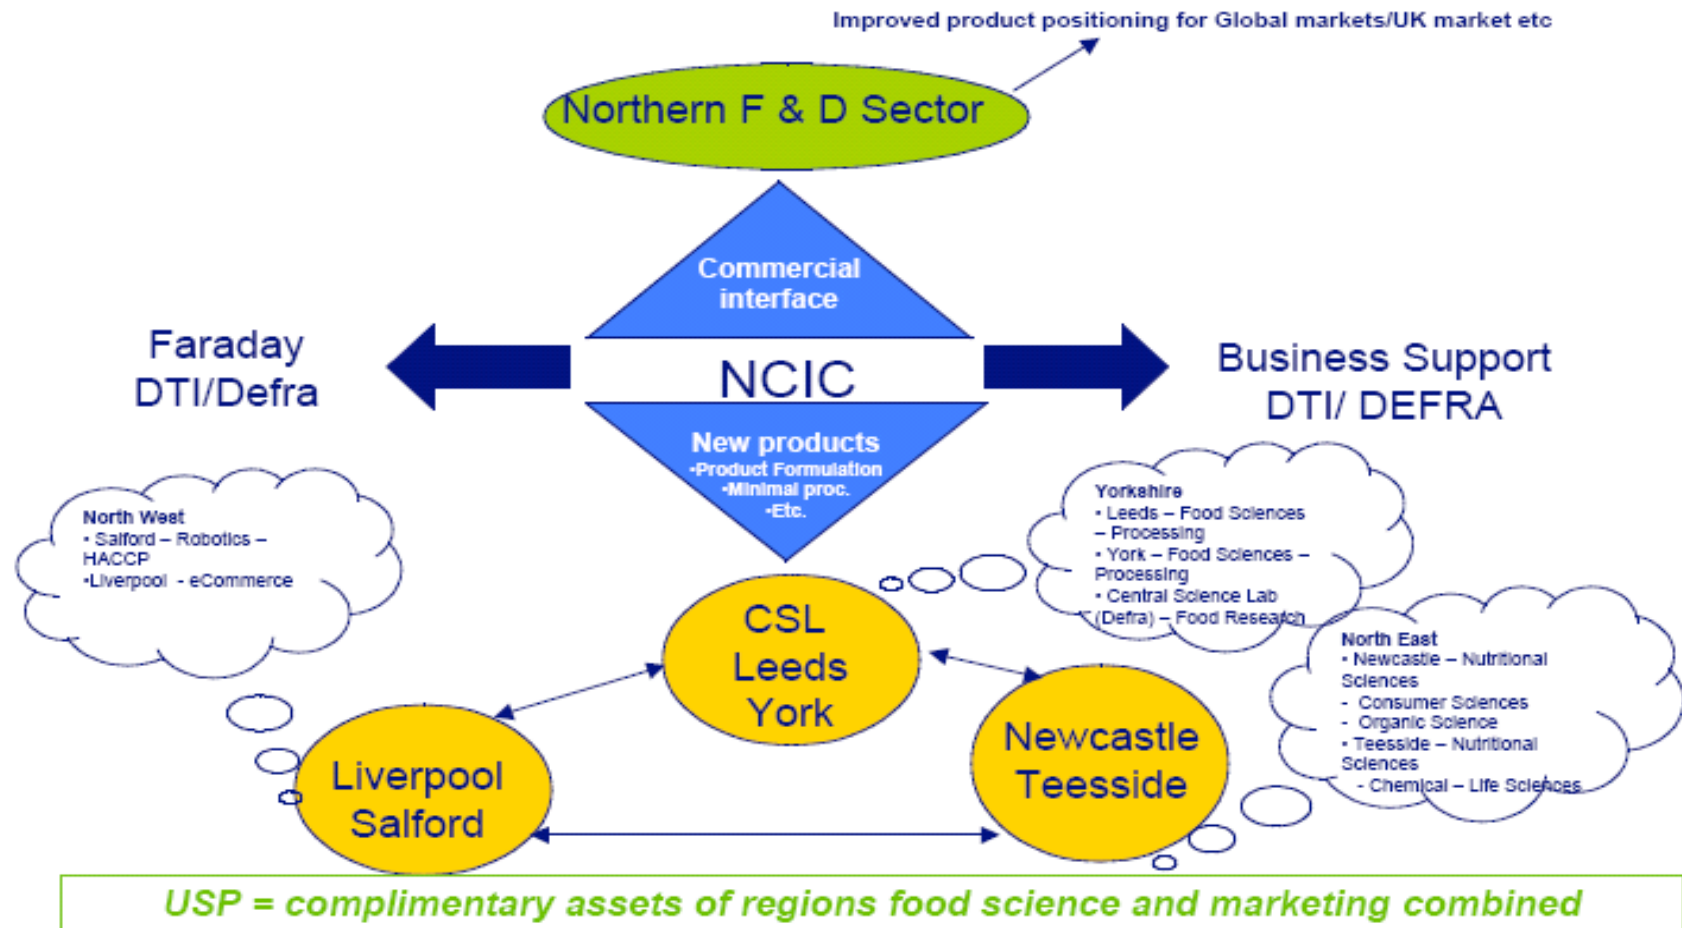 Improved product positioning for Global markets/UK market etc
Northern F & D Sector
Commercial
interface
Faraday
DTI/Defra
NCIC
Business Support
DTI/ DEFRA
New products
•Product Formulation
•Minimal proc.
•Etc.
North West
• Salford – Robotics –
HACCP
•Liverpool - eCommerce
Yorkshire
• Leeds – Food Sciences
– Processing
• York – Food Sciences –
Processing
• Central Science Lab
(Defra) – Food Research
North East
• Newcastle – Nutritional
Sciences
- Consumer Sciences
- Organic Science
• Teesside – Nutritional
Sciences
- Chemical – Life Sciences
CSL
Leeds
York
Liverpool
Salford
Newcastle
Teesside
USP = complimentary assets of regions food science and marketing combined